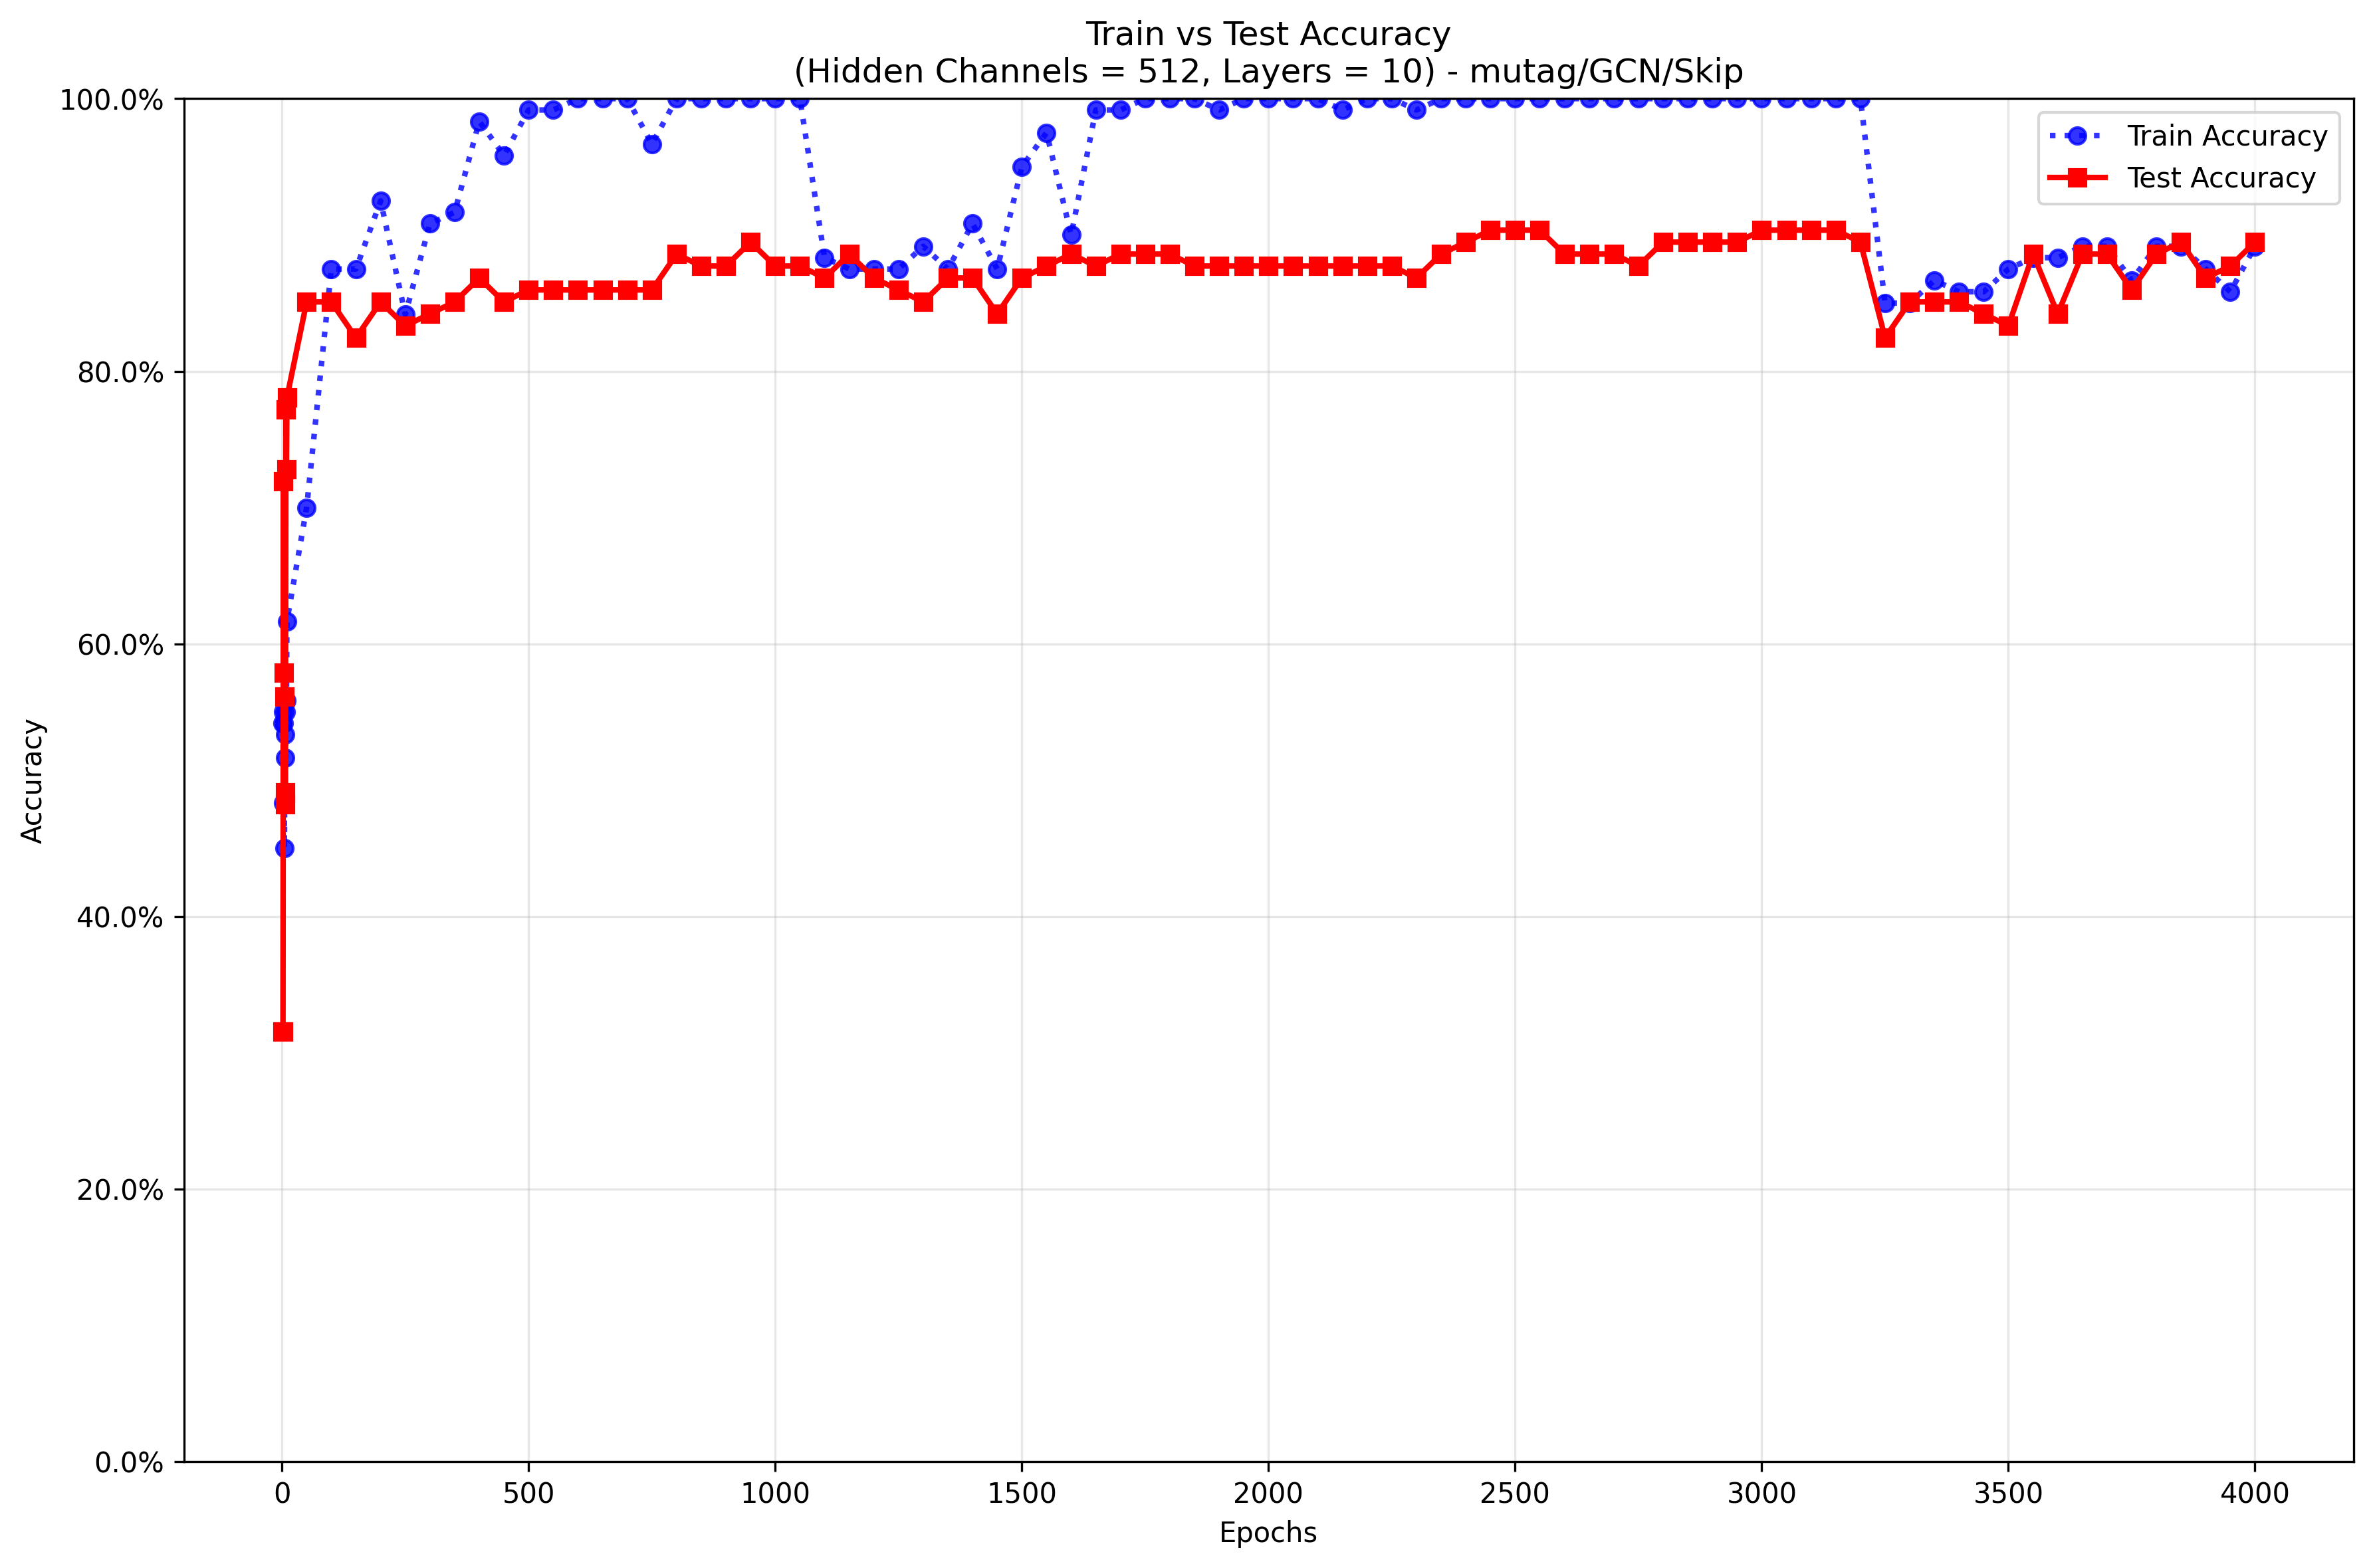 Train vs Test Accuracy
(Hidden Channels = 512, Layers = 10) - mutag/GCN/Skip
100.0%
80.0%
60.0%
40.0%
20.0%
0.0%
Accuracy
Train Accuracy
Test Accuracy
0 500 1000 1500 2000 2500 3000 3500 4000
Epochs